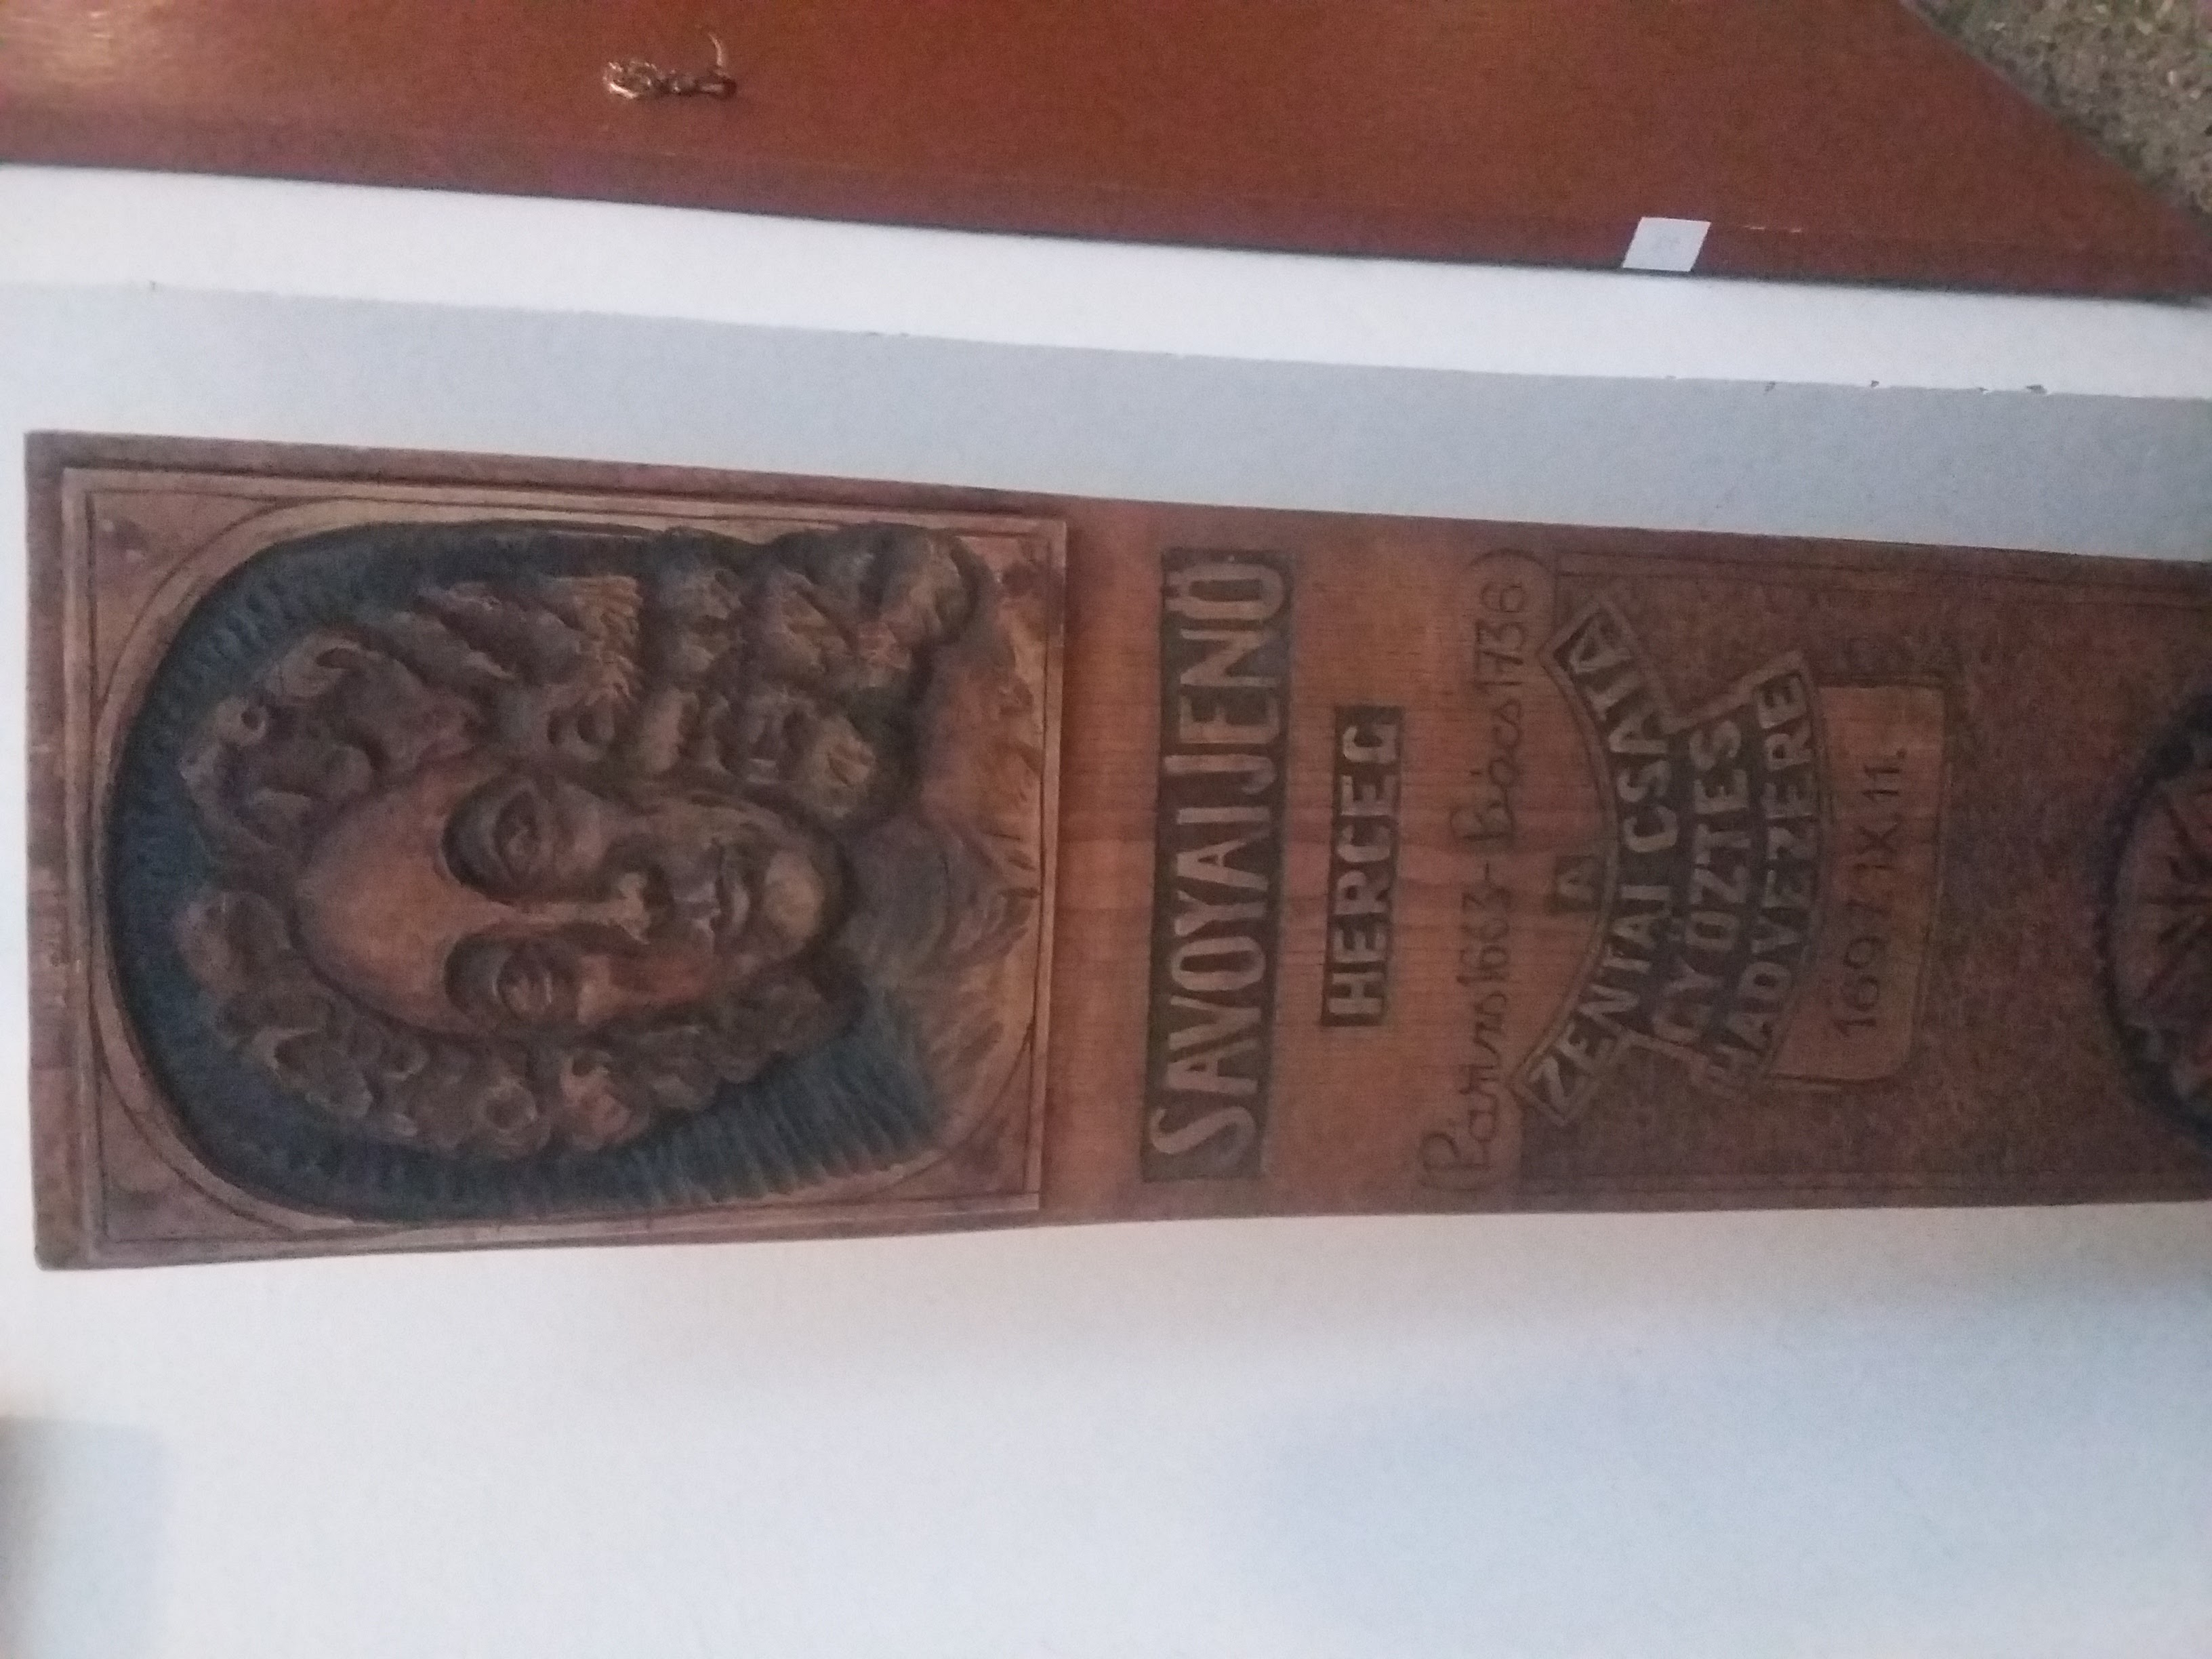 SAVOYAI JENŐ
HERCEG
(Párizs 1663 - Bécs 1736)
A
ZENTAI CSATA
GYŐZTES
HADVEZÉRE
1697. IX. 11.